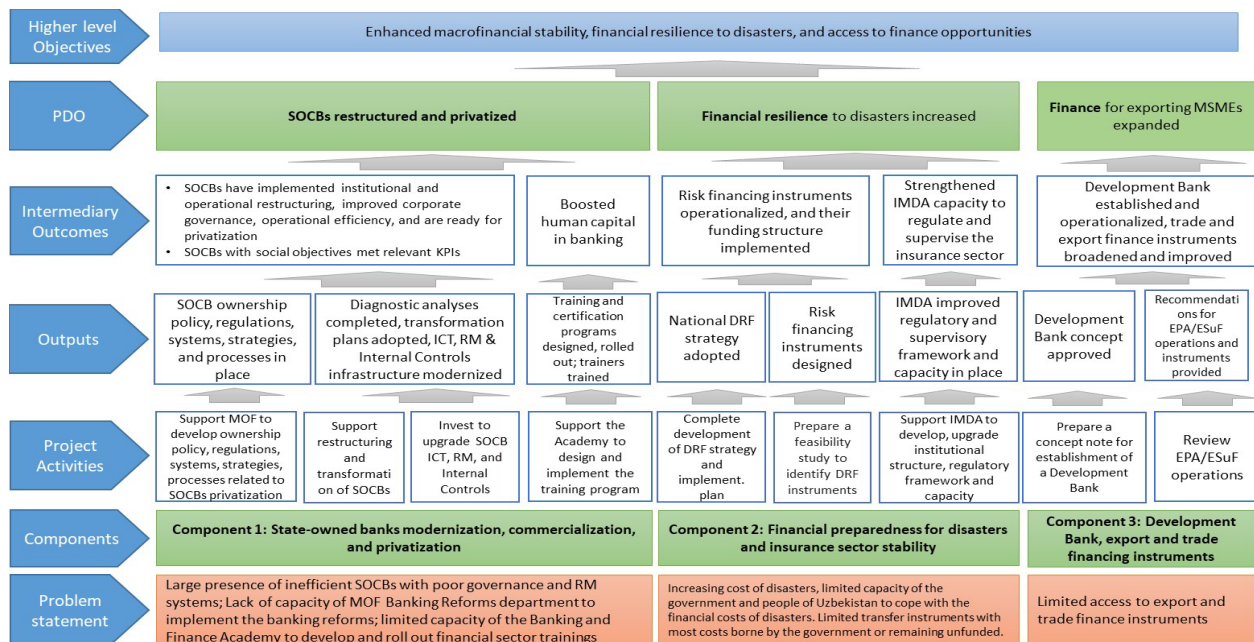 Higher level
Objectives
Enhanced macrofinancial stability, financial resilience to disasters, and access to finance opportunities
PDO
SOCBs restructured and privatized
Financial resilience to disasters increased
Finance for exporting MSMEs
expanded
Intermediary
Outcomes
• SOCBs have implemented institutional and
operational restructuring, improved corporate
governance, operational efficiency, and are ready for
privatization
• SOCBs with social objectives met relevant KPIs
Boosted
human capital
in banking
Risk financing instruments
operationalized, and their
funding structure
implemented
Strengthened
IMDA capacity to
regulate and
supervise the
insurance sector
Development Bank
established and
operationalized, trade and
export finance instruments
broadened and improved
Outputs
SOCB ownership
policy, regulations,
systems, strategies,
and processes in
place
Diagnostic analyses
completed, transformation
plans adopted, ICT, RM &
Internal Controls
infrastructure modernized
Training and
certification
programs
designed, rolled
out; trainers
trained
National DRF
strategy
adopted
Risk
financing
instruments
designed
IMDA improved
regulatory and
supervisory
framework and
capacity in place
Development
Bank concept
approved
Recommendati
ons for
EPA/ESuF
operations and
instruments
provided
Project
Activities
Support MOF to
develop ownership
policy, regulations,
systems, strategies,
processes related to
SOCBs privatization
Support
restructuring
and
transformati
on of SOCBs
Invest to
upgrade SOCB
ICT, RM, and
Internal
Controls
Support the
Academy to
design and
implement the
training program
Complete
development
of DRF strategy
and
implement.
plan
Prepare a
feasibility
study to
identify DRF
instruments
Support IMDA to
develop, upgrade
institutional
structure, regulatory
framework and
capacity
Prepare a
concept note for
establishment of
a Development
Bank
Review
EPA/ESuF
operations
Components
Component 1: State-owned banks modernization, commercialization,
and privatization
Component 2: Financial preparedness for disasters
and insurance sector stability
Component 3: Development
Bank, export and trade
financing instruments
Problem
statement
Large presence of inefficient SOCBs with poor governance and RM
systems; Lack of capacity of MOF Banking Reforms department to
implement the banking reforms; limited capacity of the Banking and
Finance Academy to develop and roll out financial sector trainings
Increasing cost of disasters, limited capacity of the
government and people of Uzbekistan to cope with the
financial costs of disasters. Limited transfer instruments with
most costs borne by the government or remaining unfunded.
Limited access to export and
trade finance instruments